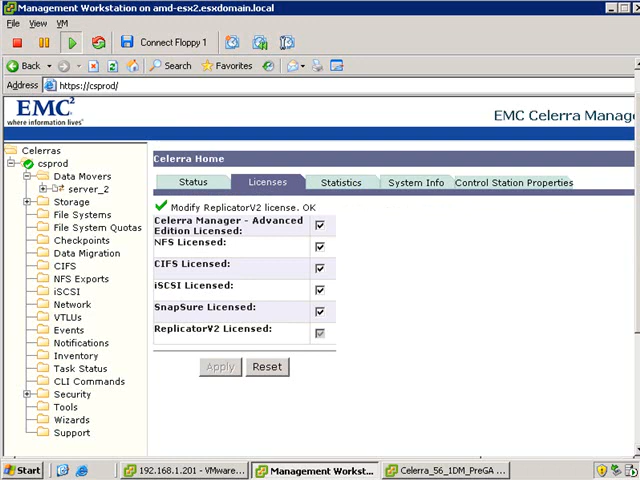 Management Workstation on amd-esx2.esxdomain.local
File View VM
Connect Floppy 1
Back Search Favorites
Address https://csprod/
EMC²
where information lives®
EMC Celerra Manag
Celerras
csprod
Data Movers
server_2
Storage
File Systems
File System Quotas
Checkpoints
Data Migration
CIFS
NFS Exports
iSCSI
Network
VTLUs
Events
Notifications
Inventory
Task Status
CLI Commands
Security
Tools
Wizards
Support
Celerra Home
Status Licenses Statistics System Info Control Station Properties
Modify ReplicatorV2 license. OK
Celerra Manager - Advanced
Edition Licensed:
NFS Licensed:
CIFS Licensed:
iSCSI Licensed:
SnapSure Licensed:
ReplicatorV2 Licensed:
Apply Reset
Start 192.168.1.201 - VMware... Management Workst... Celerra_56_1DM_PreGA ...